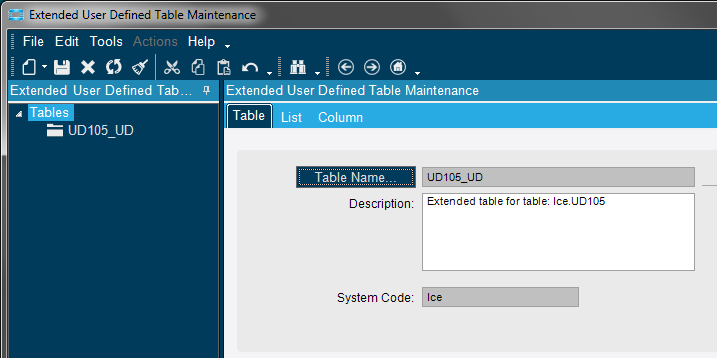 Extended User Defined Table Maintenance
File Edit Tools Actions Help
Extended User Defined Tab...
Extended User Defined Table Maintenance
Tables
UD105_UD
Table List Column
Table Name... UD105_UD
Description: Extended table for table: Ice.UD105
System Code: Ice